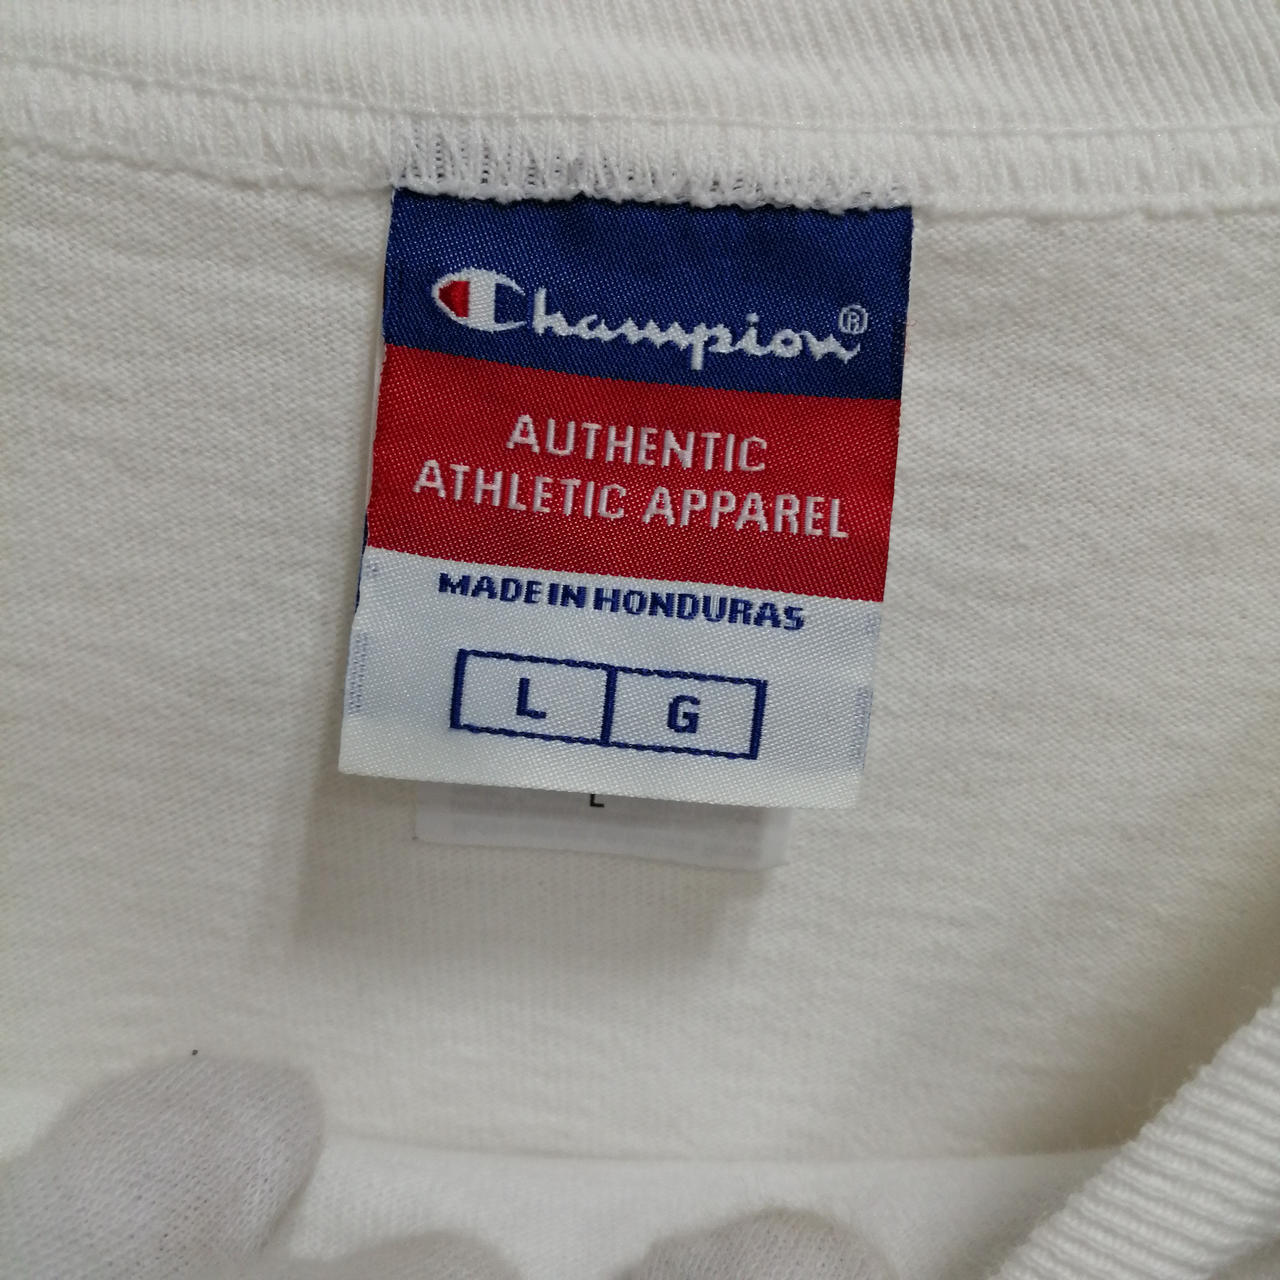 Champion®
AUTHENTIC
ATHLETIC APPAREL
MADE IN HONDURAS
L G
L